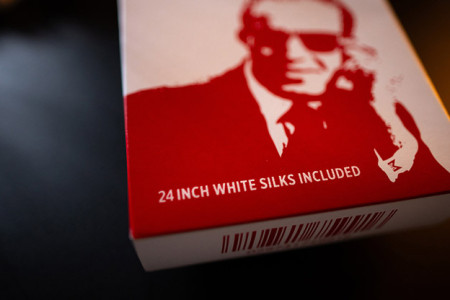 24 INCH WHITE SILKS INCLUDED